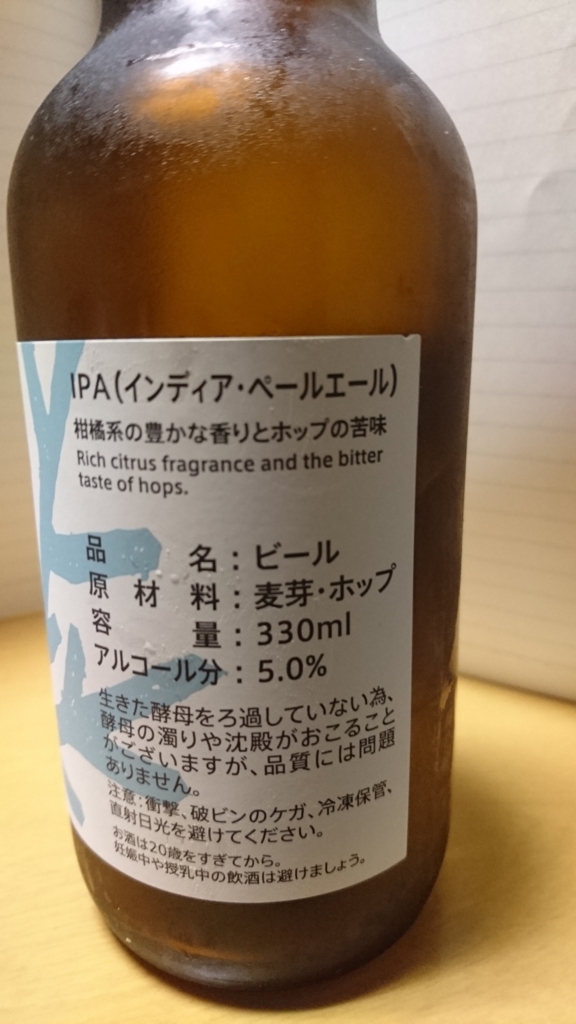 IPA(インディア・ペールエール)
柑橘系の豊かな香りとホップの苦味
Rich citrus fragrance and the bitter
taste of hops.
品名：ビール
原材料：麦芽・ホップ
容量：330ml
アルコール分：5.0%
生きた酵母をろ過していない為、
酵母の濁りや沈殿がおこること
がございますが、品質には問題
ありません。
注意：衝撃、破ビンのケガ、冷凍保管、
直射日光を避けてください。
お酒は20歳をすぎてから。
妊娠中や授乳中の飲酒は避けましょう。